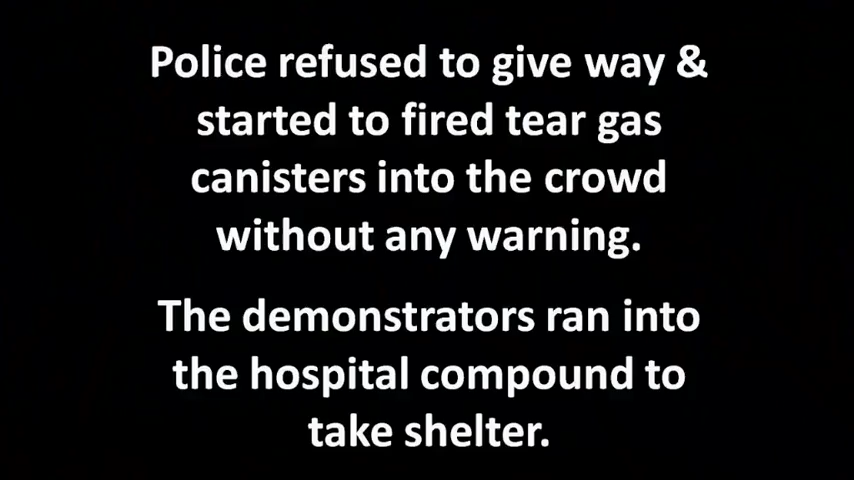 Police refused to give way &
started to fired tear gas
canisters into the crowd
without any warning.
The demonstrators ran into
the hospital compound to
take shelter.